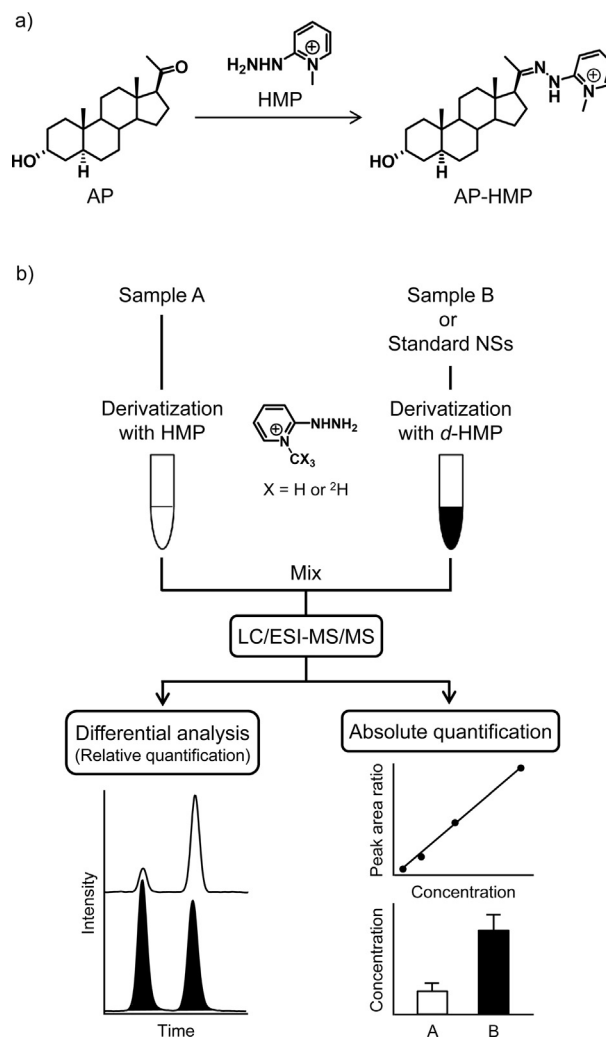 a)
H₂N
HN
N
⊕
HMP
HO
H
O
AP
HO
H
N
N
H
N
⊕
AP-HMP
b)
Sample A
Sample B
or
Standard NSs
Derivatization
with HMP
⊕
N
NHNH₂
CX₃
X = H or ²H
Derivatization
with d-HMP
Mix
LC/ESI-MS/MS
Differential analysis
(Relative quantification)
Absolute quantification
Intensity
Time
Peak area ratio
Concentration
Concentration
A B